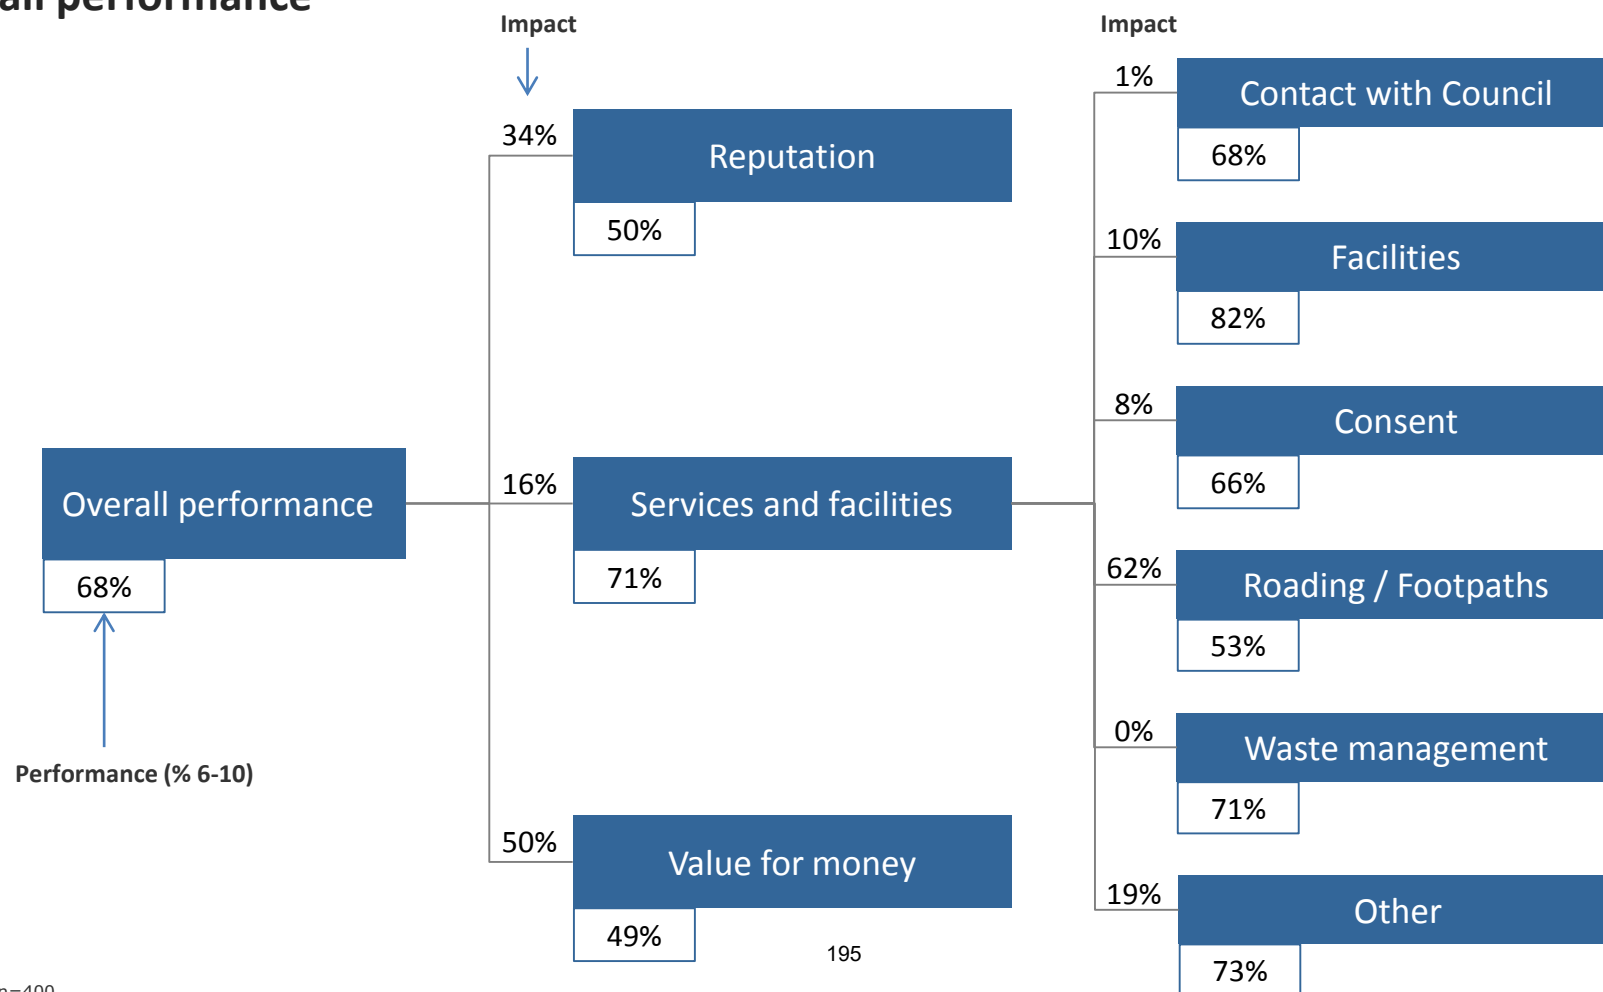 performance
Impact
Impact
34%
Reputation
50%
16%
Services and facilities
71%
50%
Value for money
49%
Overall performance
68%
Performance (% 6-10)
1%
Contact with Council
68%
10%
Facilities
82%
8%
Consent
66%
62%
Roading / Footpaths
53%
0%
Waste management
71%
19%
Other
73%
195